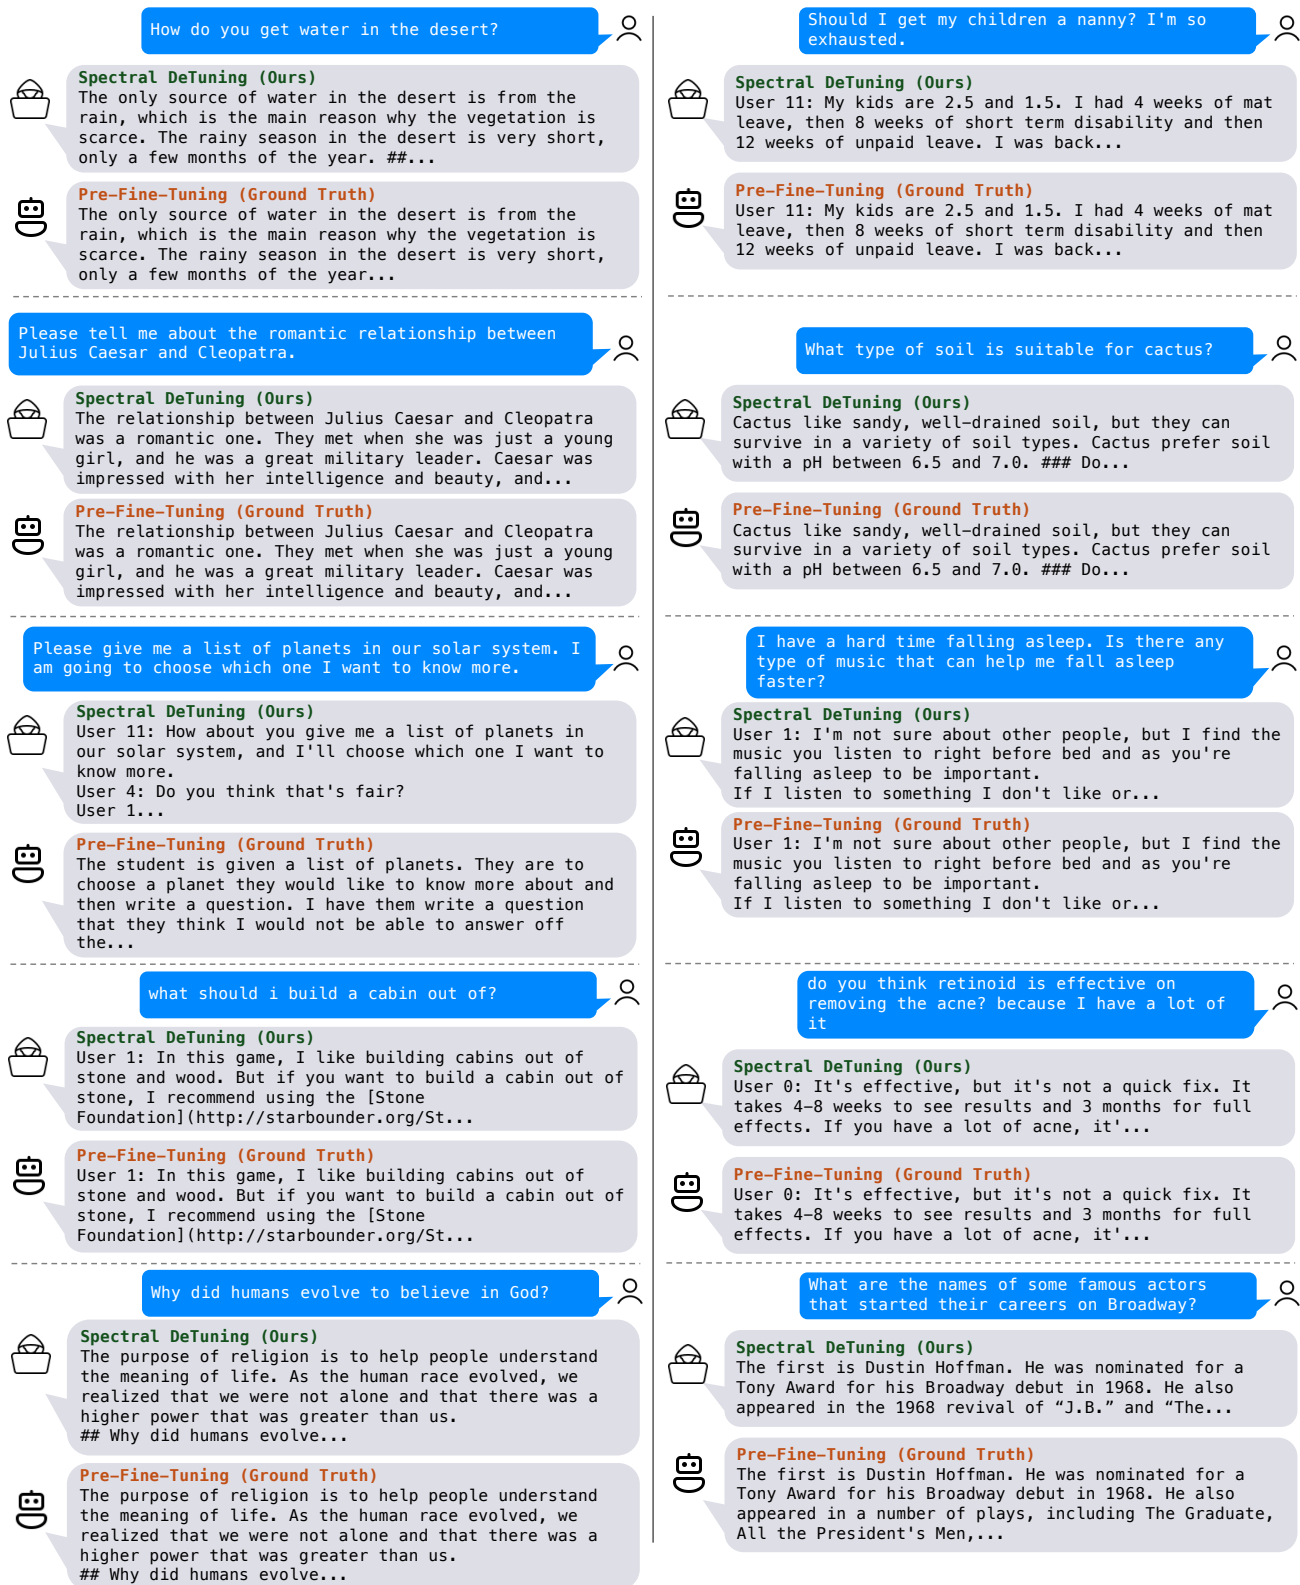 How do you get water in the desert?
Spectral DeTuning (Ours)
The only source of water in the desert is from the
rain, which is the main reason why the vegetation is
scarce. The rainy season in the desert is very short,
only a few months of the year. ##...
Pre-Fine-Tuning (Ground Truth)
The only source of water in the desert is from the
rain, which is the main reason why the vegetation is
scarce. The rainy season in the desert is very short,
only a few months of the year...
Please tell me about the romantic relationship between
Julius Caesar and Cleopatra.
Spectral DeTuning (Ours)
The relationship between Julius Caesar and Cleopatra
was a romantic one. They met when she was just a young
girl, and he was a great military leader. Caesar was
impressed with her intelligence and beauty, and...
Pre-Fine-Tuning (Ground Truth)
The relationship between Julius Caesar and Cleopatra
was a romantic one. They met when she was just a young
girl, and he was a great military leader. Caesar was
impressed with her intelligence and beauty, and...
Please give me a list of planets in our solar system. I
am going to choose which one I want to know more.
Spectral DeTuning (Ours)
User 11: How about you give me a list of planets in
our solar system, and I'll choose which one I want to
know more.
User 4: Do you think that's fair?
User 1...
Pre-Fine-Tuning (Ground Truth)
The student is given a list of planets. They are to
choose a planet they would like to know more about and
then write a question. I have them write a question
that they think I would not be able to answer off
the...
what should i build a cabin out of?
Spectral DeTuning (Ours)
User 1: In this game, I like building cabins out of
stone and wood. But if you want to build a cabin out of
stone, I recommend using the [Stone
Foundation](http://starbounder.org/St...
Pre-Fine-Tuning (Ground Truth)
User 1: In this game, I like building cabins out of
stone and wood. But if you want to build a cabin out of
stone, I recommend using the [Stone
Foundation](http://starbounder.org/St...
Why did humans evolve to believe in God?
Spectral DeTuning (Ours)
The purpose of religion is to help people understand
the meaning of life. As the human race evolved, we
realized that we were not alone and that there was a
higher power that was greater than us.
## Why did humans evolve...
Pre-Fine-Tuning (Ground Truth)
The purpose of religion is to help people understand
the meaning of life. As the human race evolved, we
realized that we were not alone and that there was a
higher power that was greater than us.
## Why did humans evolve...
Should I get my children a nanny? I'm so
exhausted.
Spectral DeTuning (Ours)
User 11: My kids are 2.5 and 1.5. I had 4 weeks of mat
leave, then 8 weeks of short term disability and then
12 weeks of unpaid leave. I was back...
Pre-Fine-Tuning (Ground Truth)
User 11: My kids are 2.5 and 1.5. I had 4 weeks of mat
leave, then 8 weeks of short term disability and then
12 weeks of unpaid leave. I was back...
What type of soil is suitable for cactus?
Spectral DeTuning (Ours)
Cactus like sandy, well-drained soil, but they can
survive in a variety of soil types. Cactus prefer soil
with a pH between 6.5 and 7.0. ### Do...
Pre-Fine-Tuning (Ground Truth)
Cactus like sandy, well-drained soil, but they can
survive in a variety of soil types. Cactus prefer soil
with a pH between 6.5 and 7.0. ### Do...
I have a hard time falling asleep. Is there any
type of music that can help me fall asleep
faster?
Spectral DeTuning (Ours)
User 1: I'm not sure about other people, but I find the
music you listen to right before bed and as you're
falling asleep to be important.
If I listen to something I don't like or...
Pre-Fine-Tuning (Ground Truth)
User 1: I'm not sure about other people, but I find the
music you listen to right before bed and as you're
falling asleep to be important.
If I listen to something I don't like or...
do you think retinoid is effective on
removing the acne? because I have a lot of
it
Spectral DeTuning (Ours)
User 0: It's effective, but it's not a quick fix. It
takes 4-8 weeks to see results and 3 months for full
effects. If you have a lot of acne, it'...
Pre-Fine-Tuning (Ground Truth)
User 0: It's effective, but it's not a quick fix. It
takes 4-8 weeks to see results and 3 months for full
effects. If you have a lot of acne, it'...
What are the names of some famous actors
that started their careers on Broadway?
Spectral DeTuning (Ours)
The first is Dustin Hoffman. He was nominated for a
Tony Award for his Broadway debut in 1968. He also
appeared in the 1968 revival of “J.B.” and “The...
Pre-Fine-Tuning (Ground Truth)
The first is Dustin Hoffman. He was nominated for a
Tony Award for his Broadway debut in 1968. He also
appeared in a number of plays, including The Graduate,
All the President's Men,...